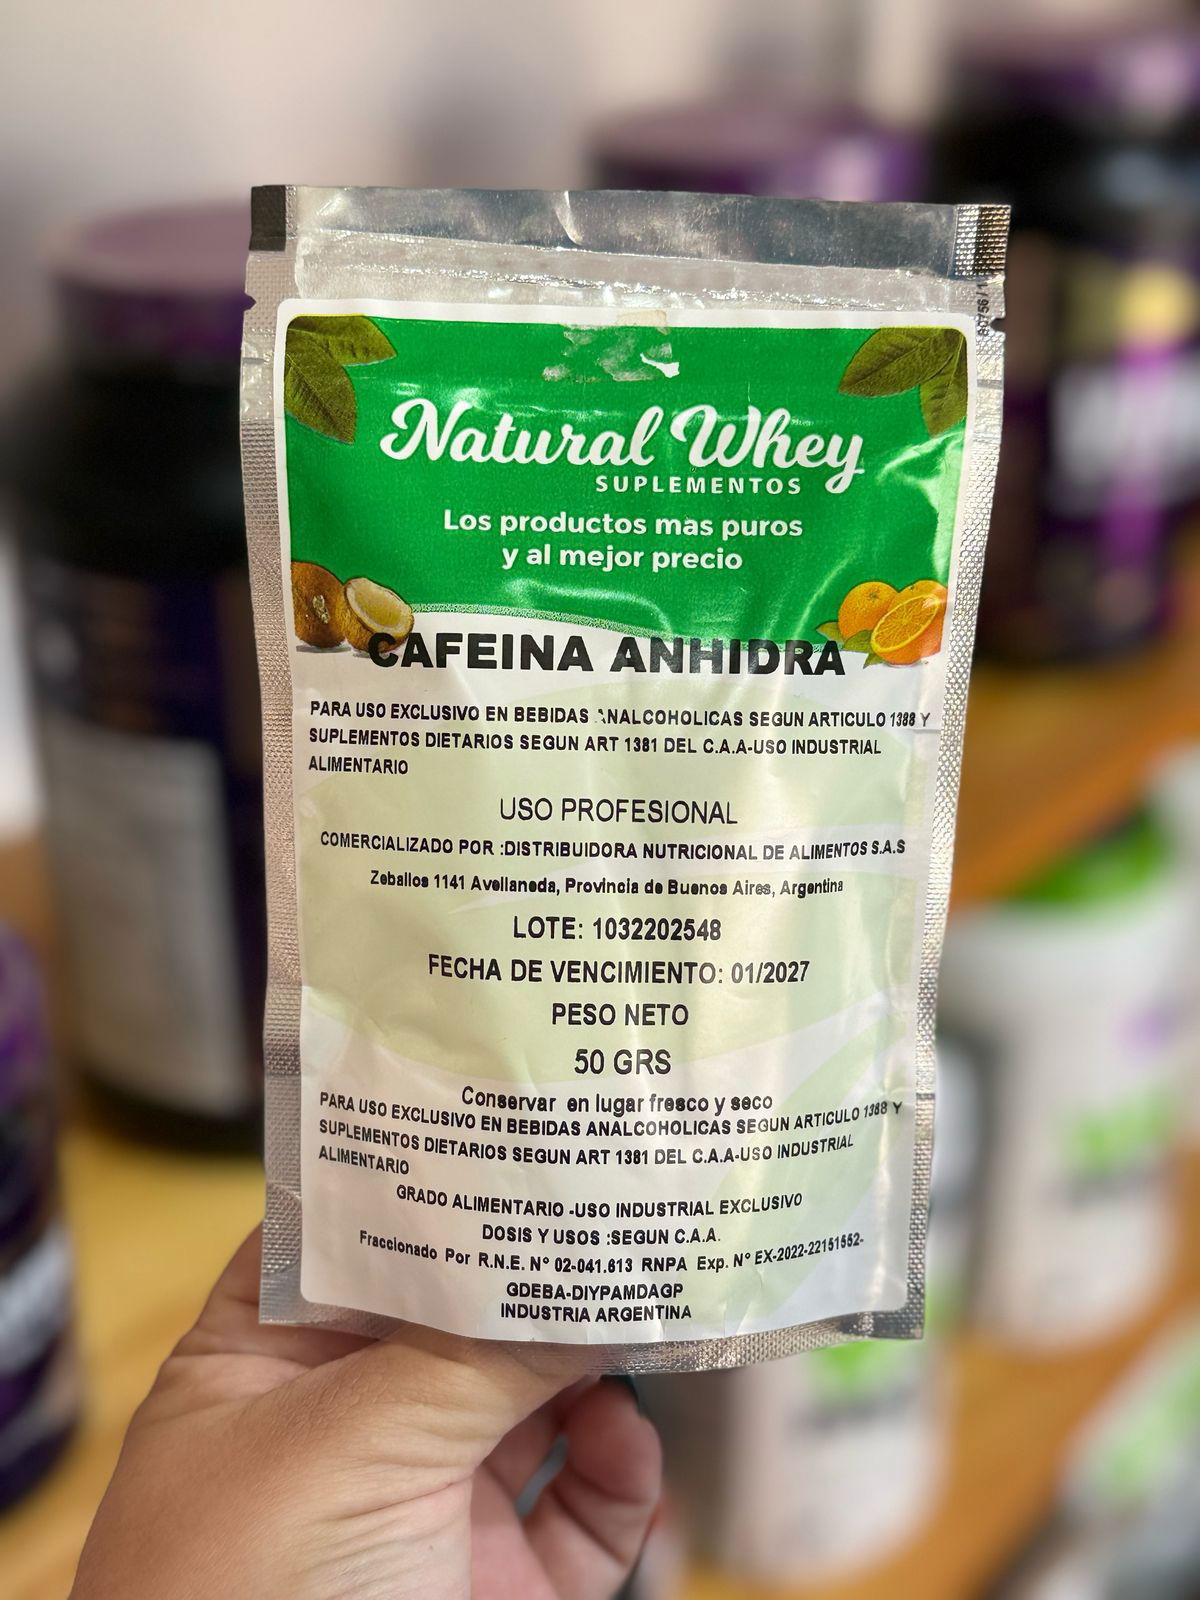 Natural Whey
SUPLEMENTOS
Los productos mas puros
y al mejor precio
CAFEINA ANHIDRA
PARA USO EXCLUSIVO EN BEBIDAS ANALCOHOLICAS SEGUN ARTICULO 1388 Y
SUPLEMENTOS DIETARIOS SEGUN ART 1381 DEL C.A.A-USO INDUSTRIAL
ALIMENTARIO
USO PROFESIONAL
COMERCIALIZADO POR :DISTRIBUIDORA NUTRICIONAL DE ALIMENTOS S.A.S
Zeballos 1141 Avellaneda, Provincia de Buenos Aires, Argentina
LOTE: 1032202548
FECHA DE VENCIMIENTO: 01/2027
PESO NETO
50 GRS
Conservar en lugar fresco y seco
PARA USO EXCLUSIVO EN BEBIDAS ANALCOHOLICAS SEGUN ARTICULO 1388 Y
SUPLEMENTOS DIETARIOS SEGUN ART 1381 DEL C.A.A-USO INDUSTRIAL
ALIMENTARIO
GRADO ALIMENTARIO -USO INDUSTRIAL EXCLUSIVO
DOSIS Y USOS :SEGUN C.A.A.
Fraccionado Por R.N.E. N° 02-041.613 RNPA Exp. N° EX-2022-22151552-
GDEBA-DIYPAMDAGP
INDUSTRIA ARGENTINA